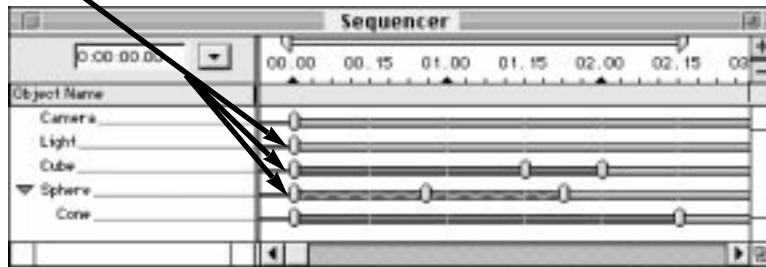 Sequencer
0:00:00.00
00.00 00.15 01.00 01.15 02.00 02.15 03
Object Name
Camera
Light
Cube
Sphere
Cone